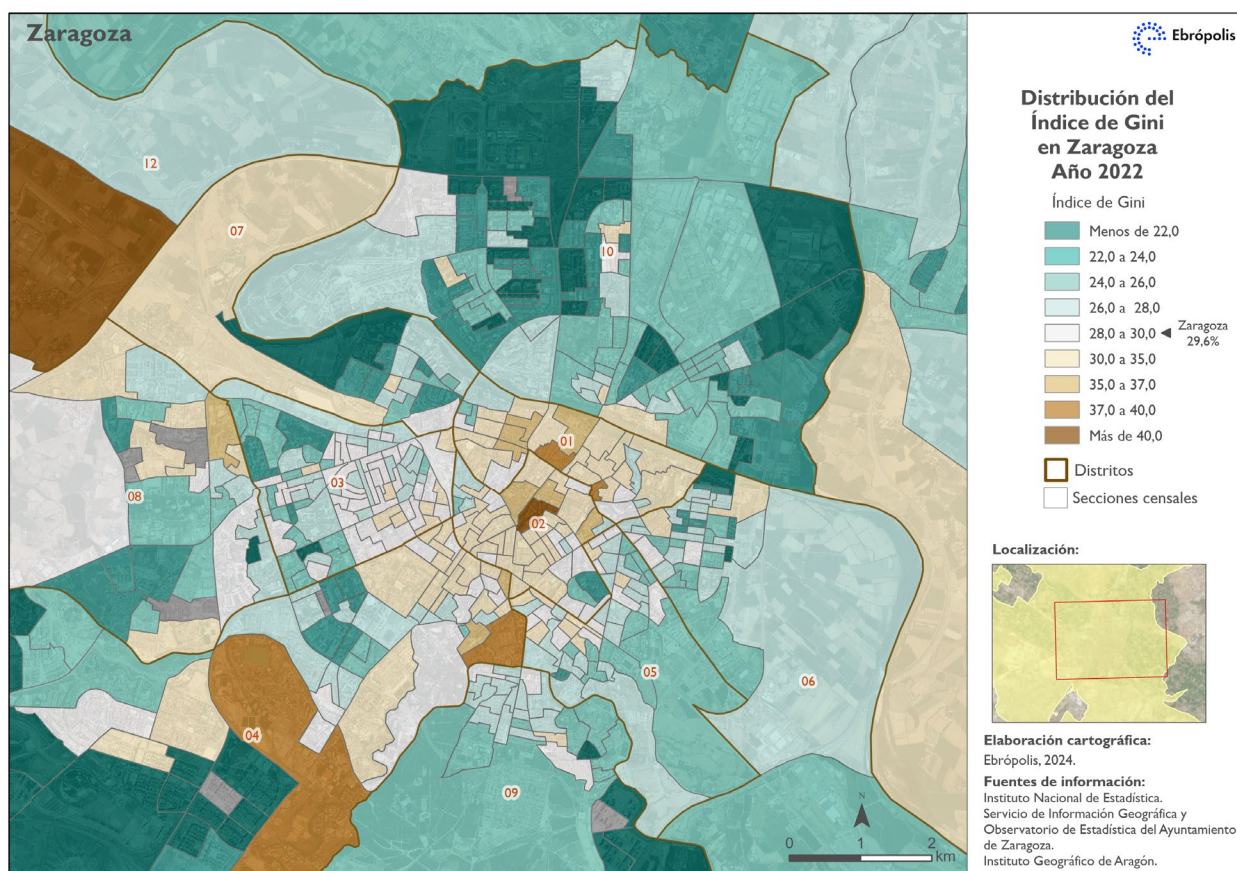 Zaragoza
12
07
10
01
03
02
08
05
06
04
09
N
0 1 2
km
Ebrópolis
Distribución del
Índice de Gini
en Zaragoza
Año 2022
Índice de Gini
Menos de 22,0
22,0 a 24,0
24,0 a 26,0
26,0 a 28,0
28,0 a 30,0 Zaragoza
29,6%
30,0 a 35,0
35,0 a 37,0
37,0 a 40,0
Más de 40,0
Distritos
Secciones censales
Localización:
Elaboración cartográfica:
Ebrópolis, 2024.
Fuentes de información:
Instituto Nacional de Estadística.
Servicio de Información Geográfica y
Observatorio de Estadística del Ayuntamiento
de Zaragoza.
Instituto Geográfico de Aragón.